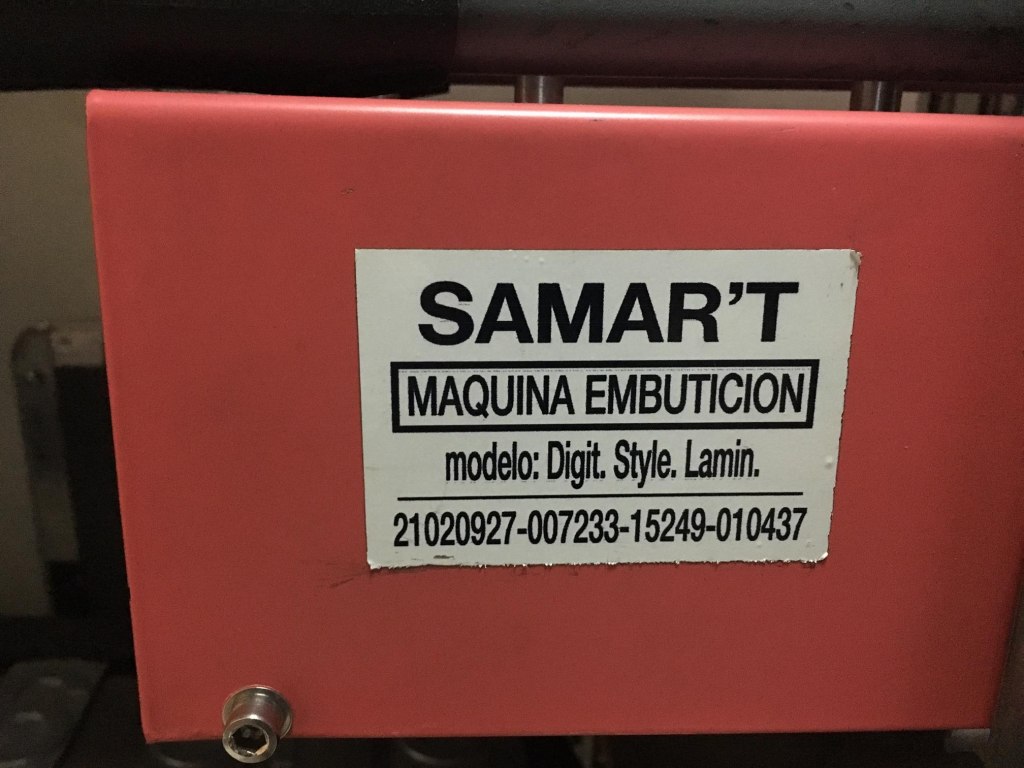 SAMAR'T
MAQUINA EMBUTICION
modelo: Digit. Style. Lamin.
21020927-007233-15249-010437